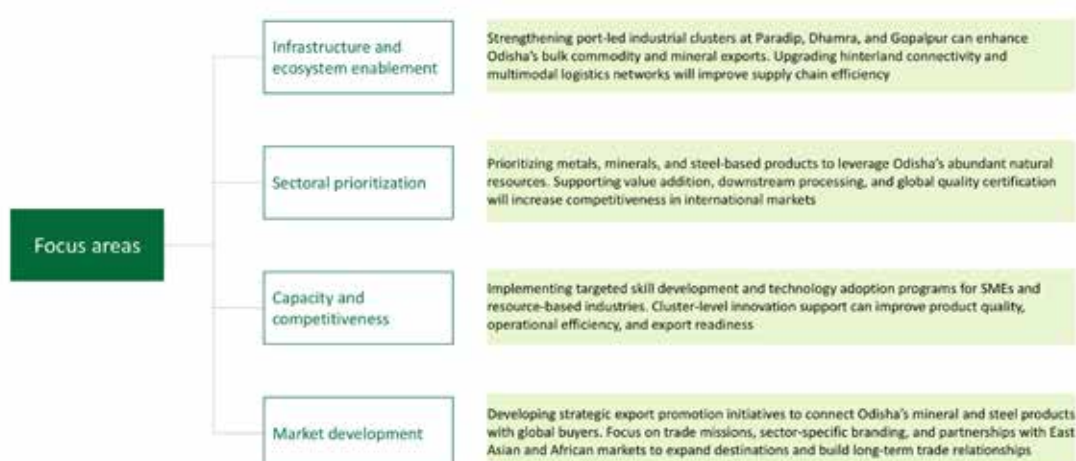 Infrastructure and
ecosystem enablement
Strengthening port-led industrial clusters at Paradip, Dhamra, and Gopalpur can enhance
Odisha's bulk commodity and mineral exports. Upgrading hinterland connectivity and
multimodal logistics networks will improve supply chain efficiency
Sectoral prioritization
Prioritizing metals, minerals, and steel-based products to leverage Odisha's abundant natural
resources. Supporting value addition, downstream processing, and global quality certification
will increase competitiveness in international markets
Focus areas
Capacity and
competitiveness
Implementing targeted skill development and technology adoption programs for SMEs and
resource-based industries. Cluster-level innovation support can improve product quality,
operational efficiency, and export readiness
Market development
Developing strategic export promotion initiatives to connect Odisha's mineral and steel products
with global buyers. Focus on trade missions, sector-specific branding, and partnerships with East
Asian and African markets to expand destinations and build long-term trade relationships